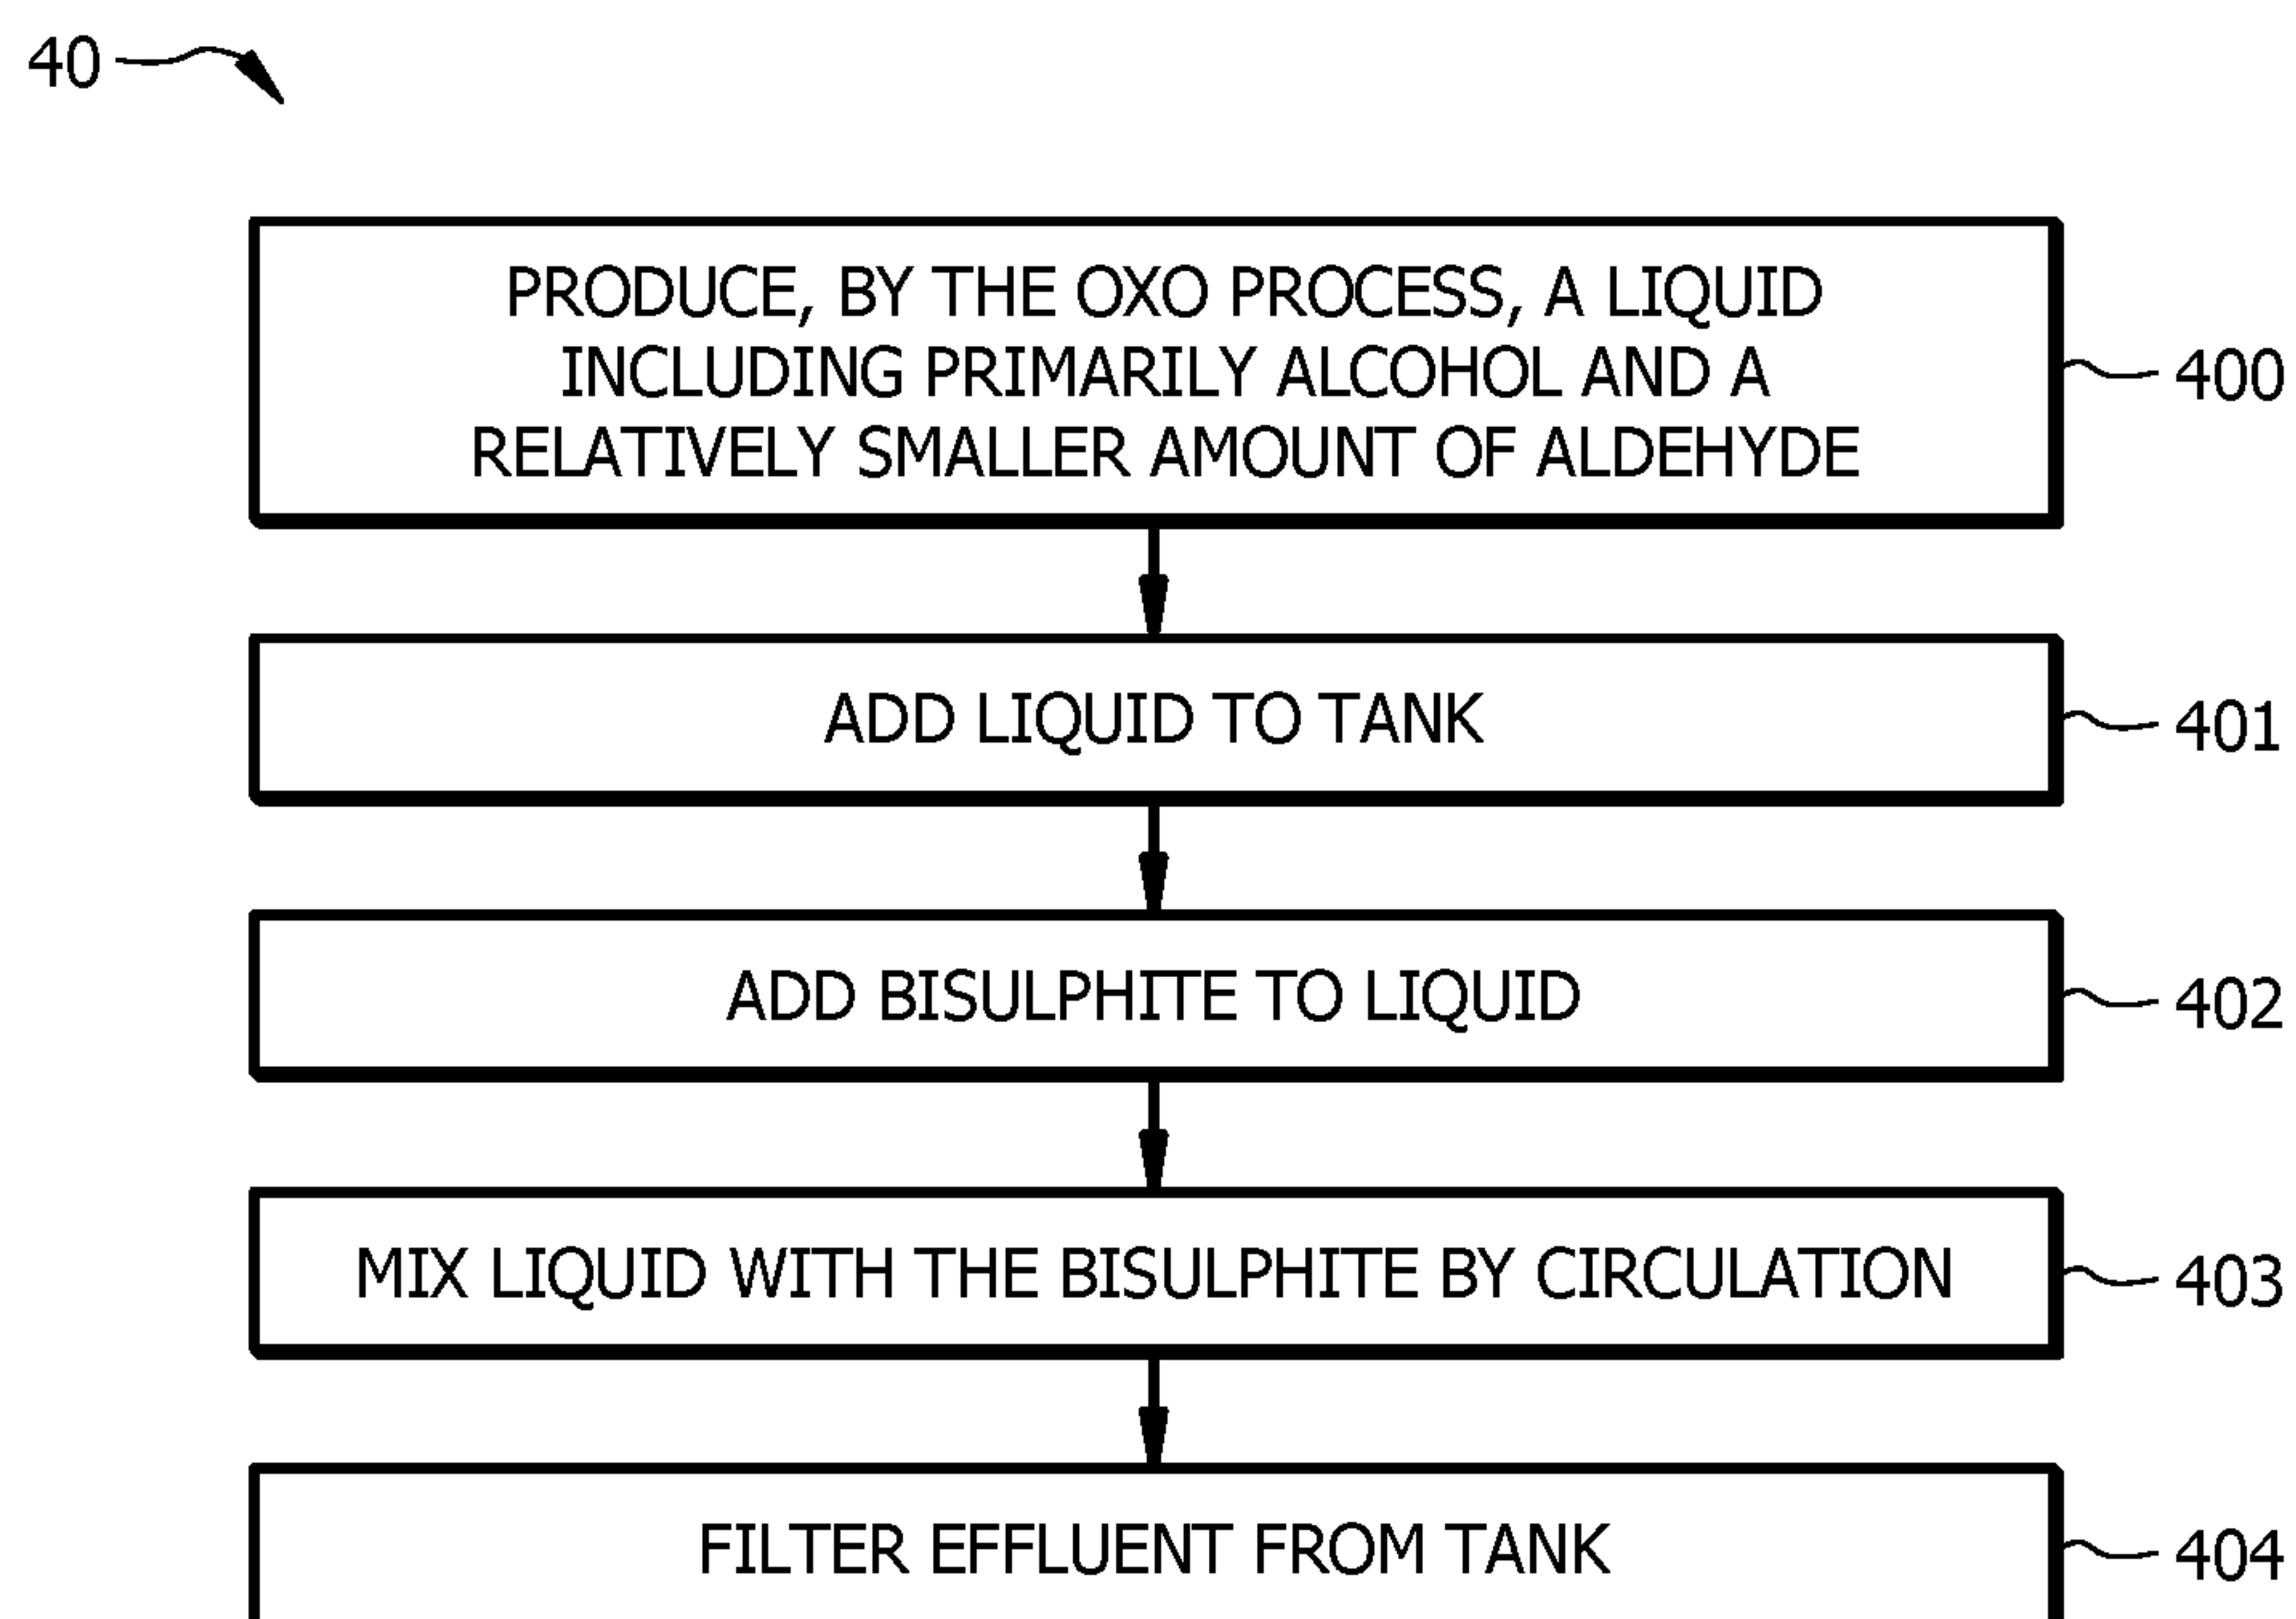 40
PRODUCE, BY THE OXO PROCESS, A LIQUID
INCLUDING PRIMARILY ALCOHOL AND A
RELATIVELY SMALLER AMOUNT OF ALDEHYDE
400
ADD LIQUID TO TANK
401
ADD BISULPHITE TO LIQUID
402
MIX LIQUID WITH THE BISULPHITE BY CIRCULATION
403
FILTER EFFLUENT FROM TANK
404